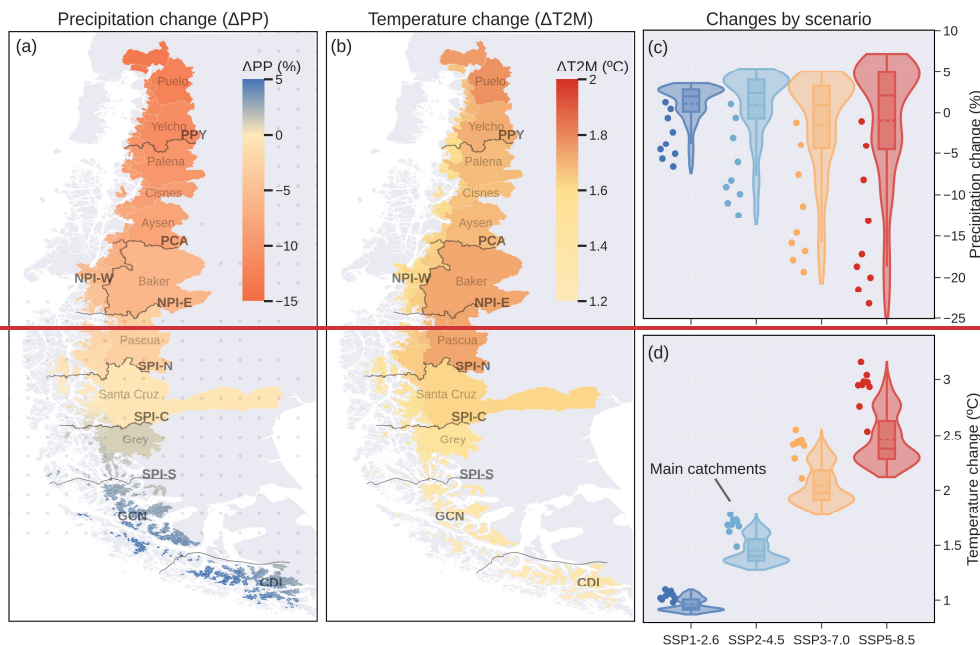 Precipitation change (ΔPP)
Temperature change (ΔT2M)
Changes by scenario
(a)
ΔPP (%)
5
0
−5
−10
−15
Puelo
Yelcho
PPY
Palena
Cisnes
Aysen
PCA
NPI-W
Baker
NPI-E
Pascua
SPI-N
Santa Cruz
SPI-C
Grey
SPI-S
GCN
CDI
(b)
ΔT2M (ºC)
2
1.8
1.6
1.4
1.2
Puelo
Yelcho
PPY
Palena
Cisnes
Aysen
PCA
NPI-W
Baker
NPI-E
Pascua
SPI-N
Santa Cruz
SPI-C
Grey
SPI-S
GCN
CDI
(c)
10
5
0
−5
−10
−15
−20
−25
Precipitation change (%)
(d)
Main catchments
3
2.5
2
1.5
1
Temperature change (ºC)
SSP1-2.6 SSP2-4.5 SSP3-7.0 SSP5-8.5